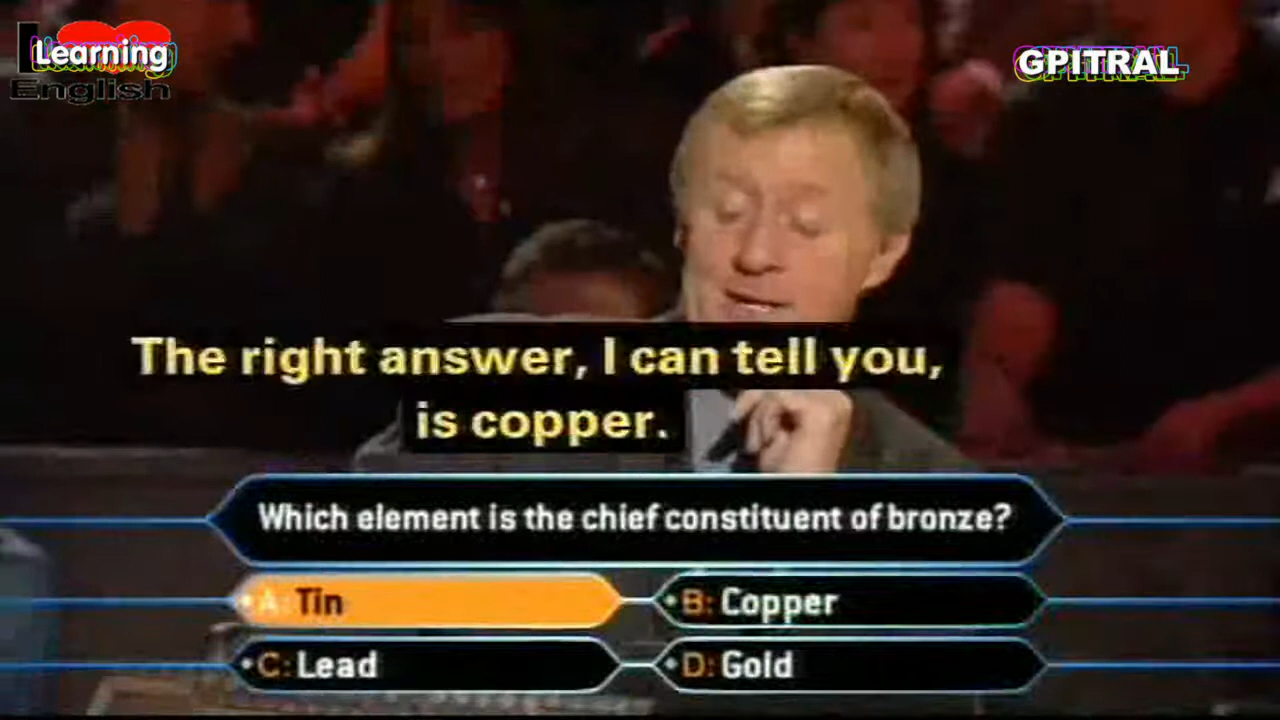 I
Learning
English
GPITRAL
The right answer, I can tell you,
is copper.
Which element is the chief constituent of bronze?
A: Tin
B: Copper
C: Lead
D: Gold